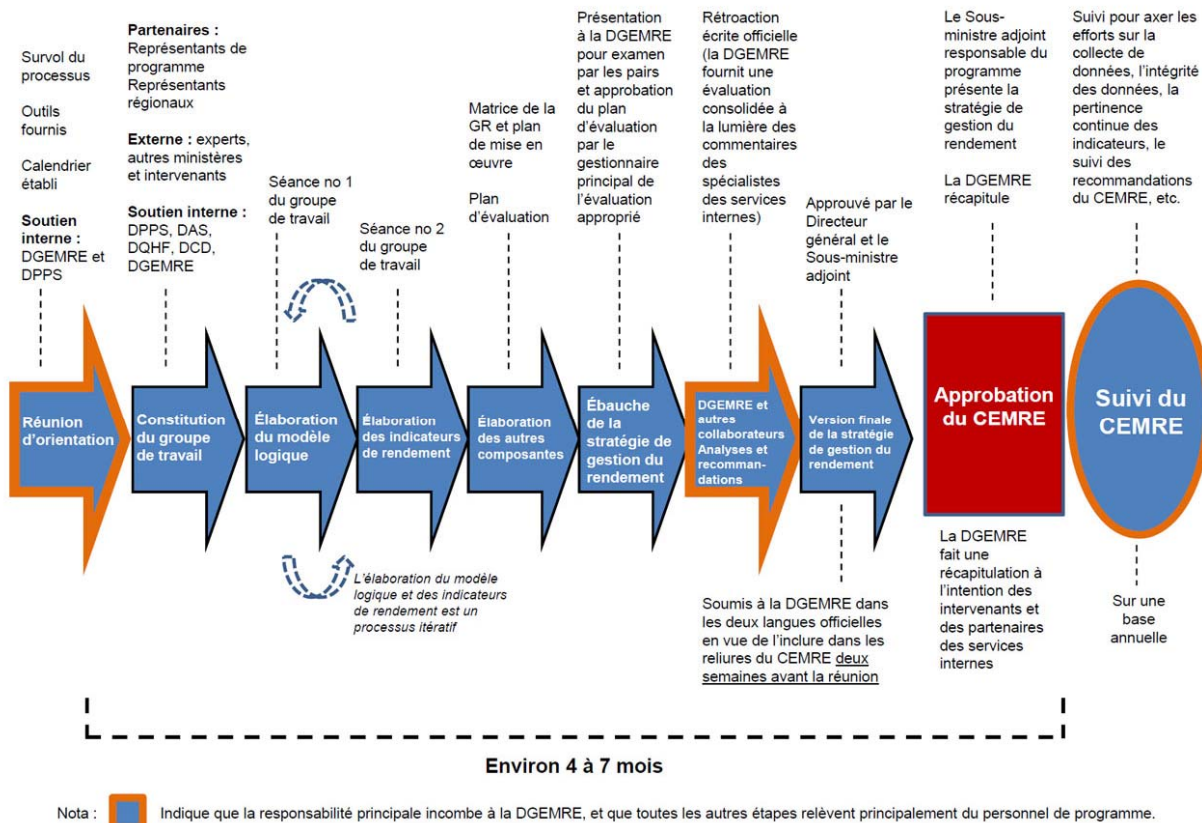 Survol du
processus
Outils
fournis
Calendrier
établi
Soutien
interne :
DGEMRE et
DPPS
Partenaires :
Représentants de
programme
Représentants
régionaux
Externe : experts,
autres ministères
et intervenants
Soutien interne :
DPPS, DAS,
DQHF, DCD,
DGEMRE
Séance no 1
du groupe
de travail
Séance no 2
du groupe
de travail
Matrice de la
GR et plan
de mise en
œuvre
Plan
d’évaluation
Présentation
à la DGEMRE
pour examen
par les pairs
et approbation
du plan
d’évaluation
par le
gestionnaire
principal de
l’évaluation
approprié
Rétroaction
écrite officielle
(la DGEMRE
fournit une
évaluation
consolidée à
la lumière des
commentaires
des
spécialistes
des services
internes)
Approuvé par le
Directeur
général et le
Sous-ministre
adjoint
Le Sous-
ministre adjoint
responsable du
programme
présente la
stratégie de
gestion du
rendement
La DGEMRE
récapitule
Suivi pour axer les
efforts sur la
collecte de
données, l’intégrité
des données, la
pertinence
continue des
indicateurs, le
suivi des
recommandations
du CEMRE, etc.
Réunion
d’orientation
Constitution
du groupe
de travail
Élaboration
du modèle
logique
Élaboration
des indicateurs
de rendement
Élaboration
des autres
composantes
Ébauche
de la
stratégie de
gestion du
rendement
DGEMRE et
autres
collaborateurs
Analyses et
recomman-
dations
Version finale
de la stratégie
de gestion du
rendement
Approbation
du CEMRE
Suivi du
CEMRE
L’élaboration du modèle
logique et des indicateurs
de rendement est un
processus itératif
Soumis à la DGEMRE dans
les deux langues officielles
en vue de l’inclure dans les
reliures du CEMRE deux
semaines avant la réunion
La DGEMRE
fait une
récapitulation à
l’intention des
intervenants et
des partenaires
des services
internes
Sur une
base
annuelle
Environ 4 à 7 mois
Nota : Indique que la responsabilité principale incombe à la DGEMRE, et que toutes les autres étapes relèvent principalement du personnel de programme.